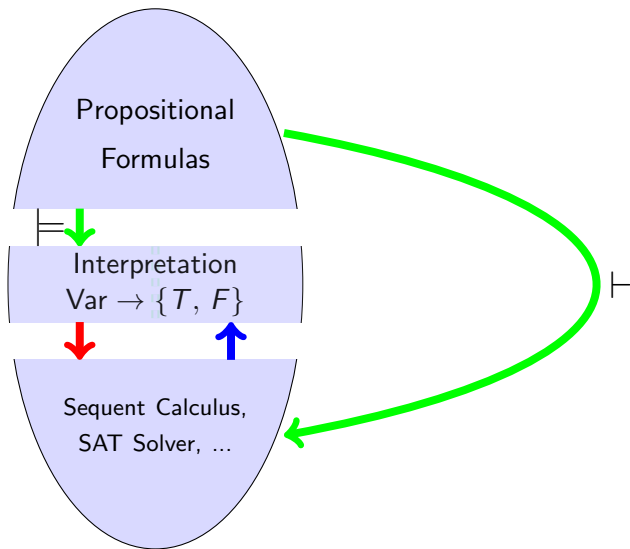 Propositional
Formulas
⊨
Interpretation
Var → {T, F}
⊢
Sequent Calculus,
SAT Solver, ...